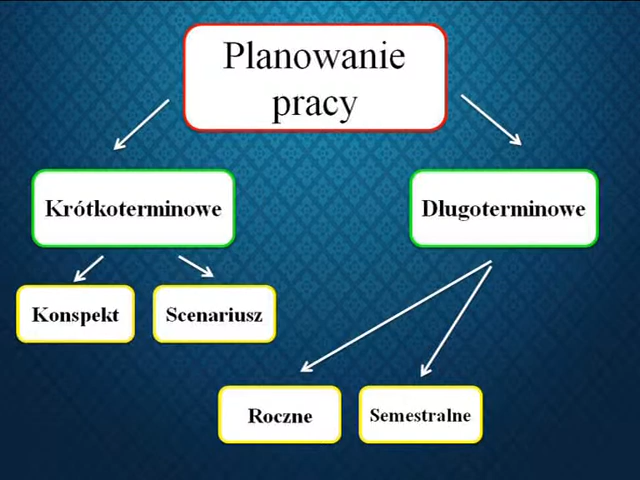 Planowanie
pracy
Krótkoterminowe
Długoterminowe
Konspekt
Scenariusz
Roczne
Semestralne